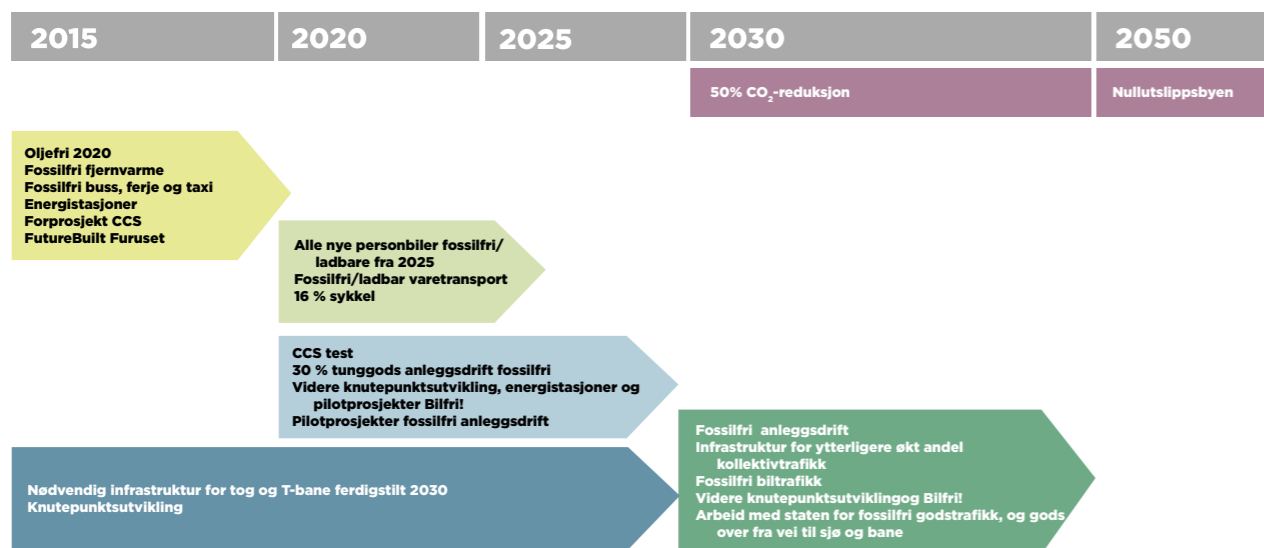 2015
2020
2025
2030
2050
50% CO₂-reduksjon
Nullutslippsbyen
Oljefri 2020
Fossilfri fjernvarme
Fossilfri buss, ferje og taxi
Energistasjoner
Forprosjekt CCS
FutureBuilt Furuset
Alle nye personbiler fossilfri/
ladbare fra 2025
Fossilfri/ladbar varetransport
16 % sykkel
CCS test
30 % tunggods anleggsdrift fossilfri
Videre knutepunktsutvikling, energistasjoner og
pilotprosjekter Bilfri!
Pilotprosjekter fossilfri anleggsdrift
Nødvendig infrastruktur for tog og T-bane ferdigstilt 2030
Knutepunktsutvikling
Fossilfri anleggsdrift
Infrastruktur for ytterligere økt andel
kollektivtrafikk
Fossilfri biltrafikk
Videre knutepunktsutviklingog Bilfri!
Arbeid med staten for fossilfri godstrafikk, og gods
over fra vei til sjø og bane